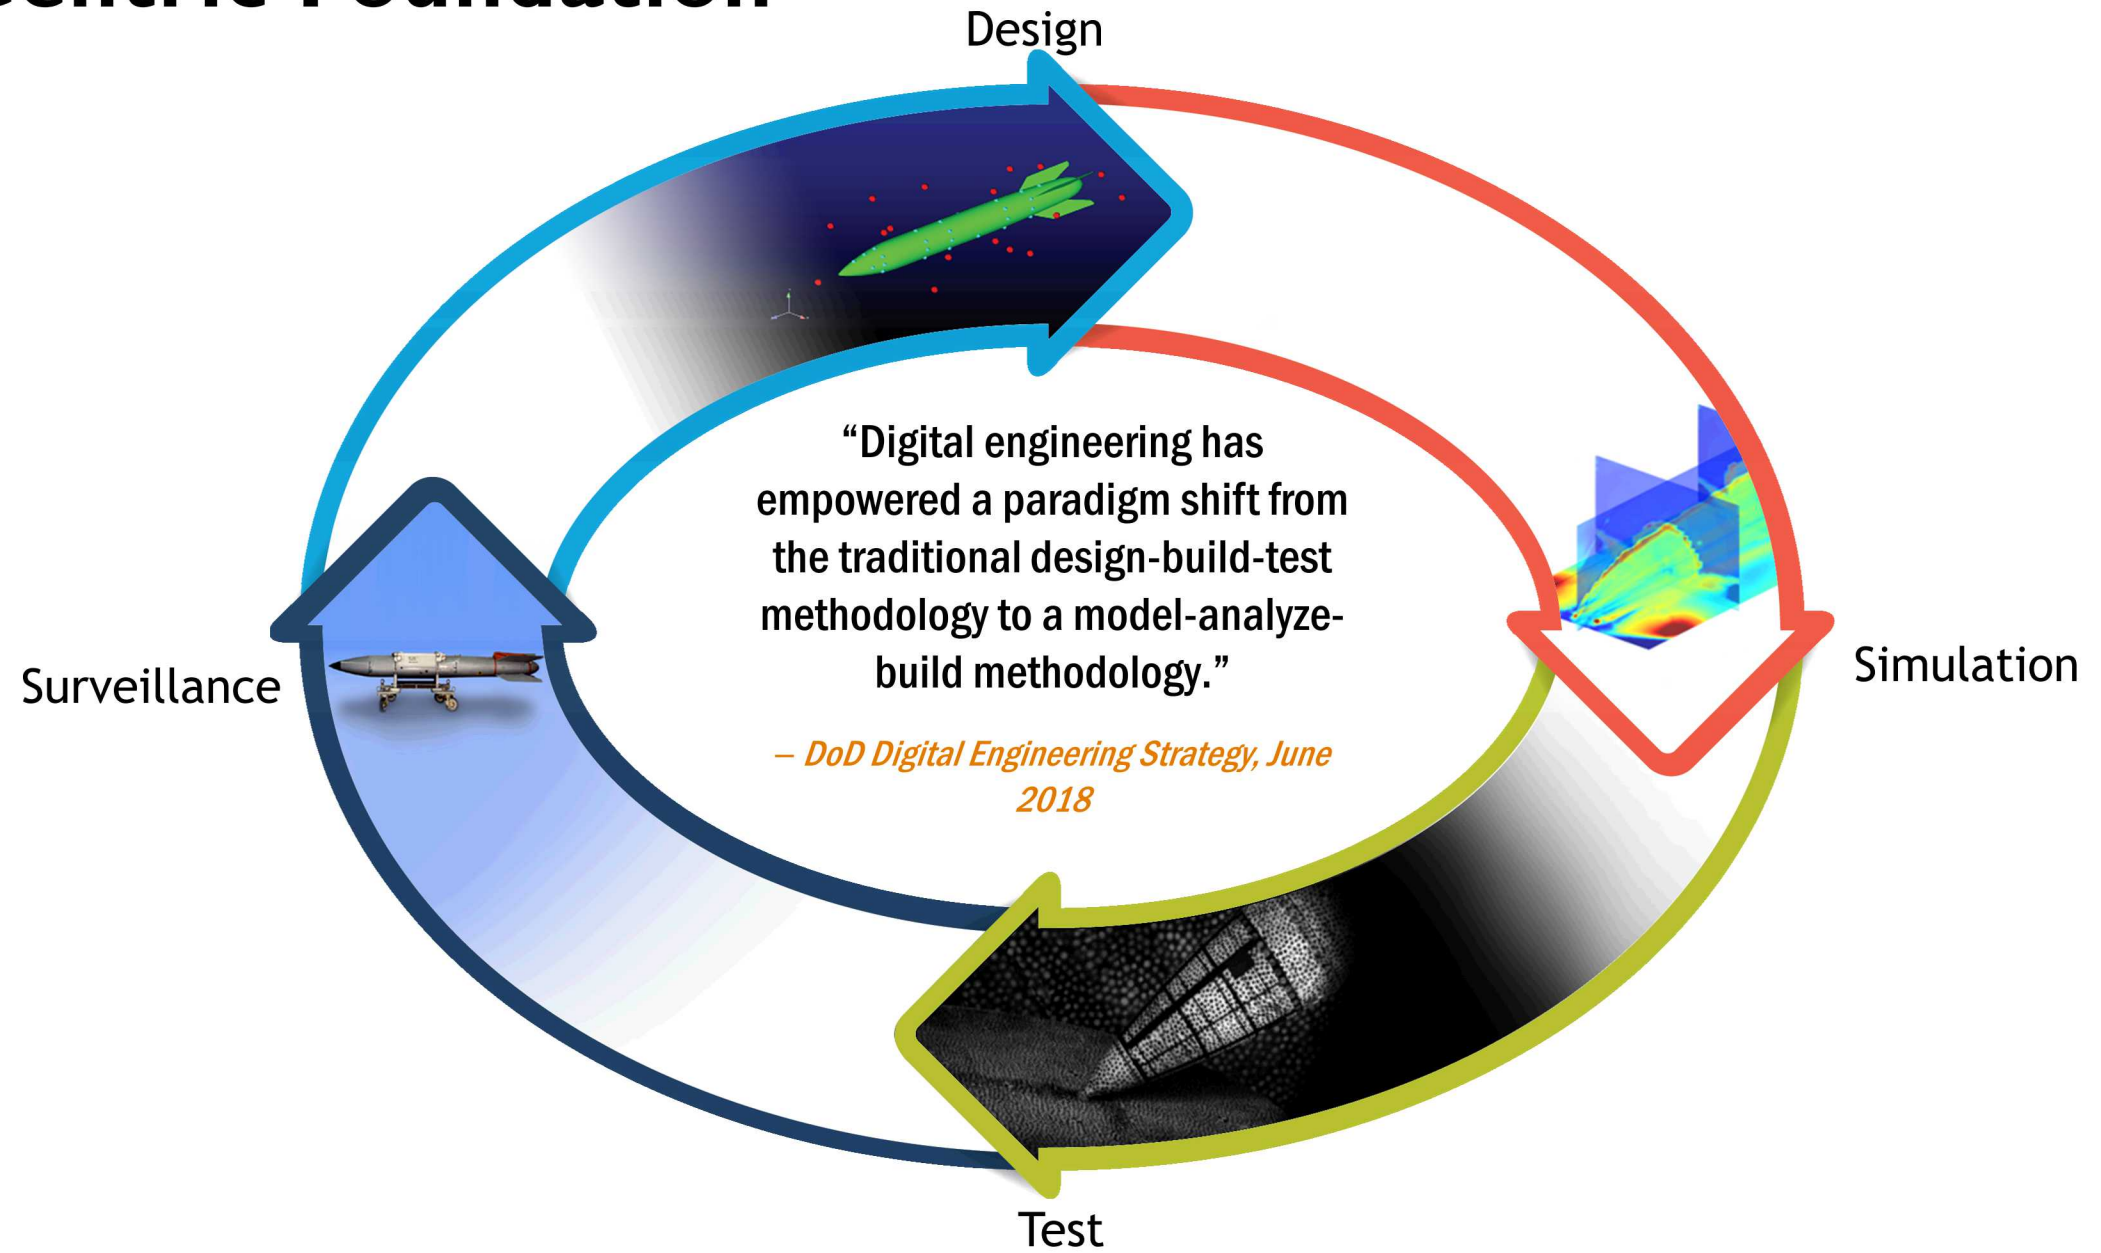 Foundation
Design
“Digital engineering has
empowered a paradigm shift from
the traditional design-build-test
methodology to a model-analyze-
build methodology.”
– DoD Digital Engineering Strategy, June
2018
Surveillance
Simulation
Test